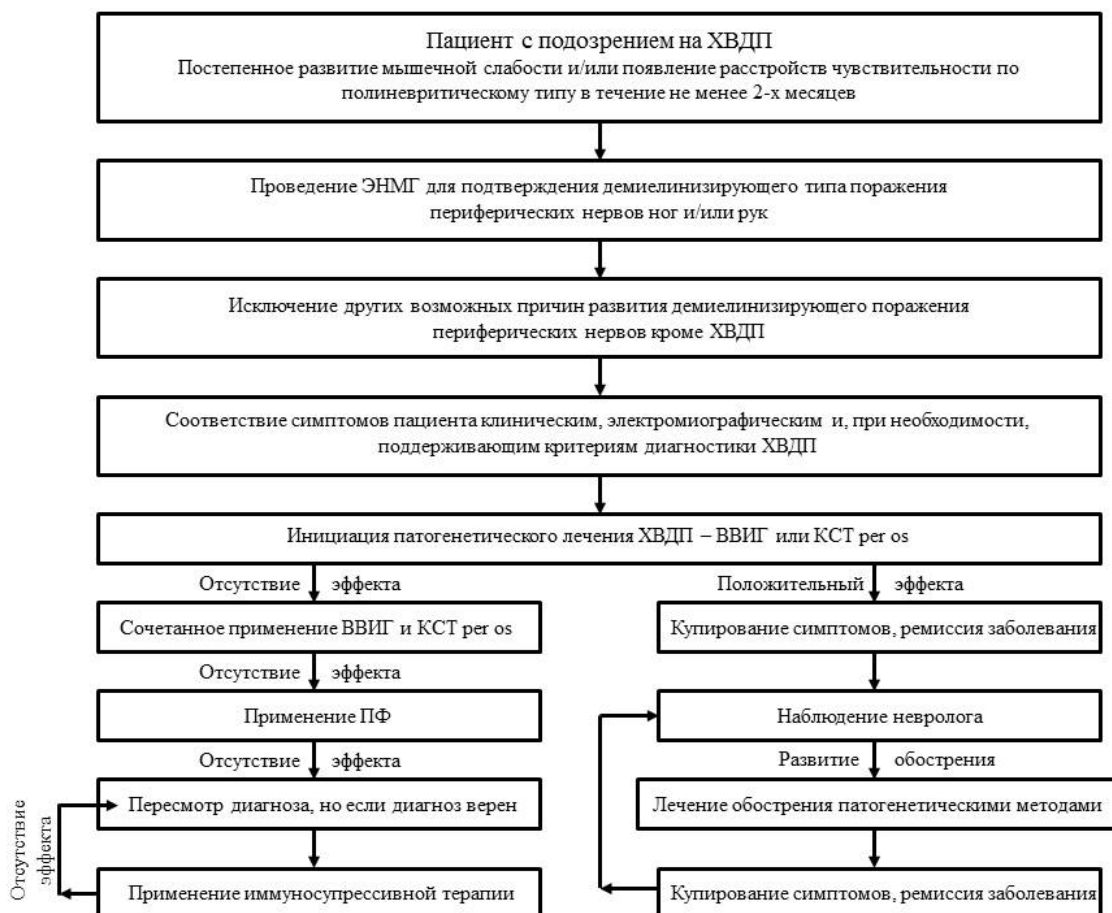 Пациент с подозрением на ХВДП
Постепенное развитие мышечной слабости и/или появление расстройств чувствительности по
полиневритическому типу в течение не менее 2-х месяцев
Проведение ЭНМГ для подтверждения демиелинизирующего типа поражения
периферических нервов ног и/или рук
Исключение других возможных причин развития демиелинизирующего поражения
периферических нервов кроме ХВДП
Соответствие симптомов пациента клиническим, электромиографическим и, при необходимости,
поддерживающим критериям диагностики ХВДП
Инициация патогенетического лечения ХВДП – ВВИГ или КСТ per os
Отсутствие эффекта
Сочетанное применение ВВИГ и КСТ per os
Отсутствие эффекта
Применение ПФ
Отсутствие эффекта
Пересмотр диагноза, но если диагноз верен
Применение иммуносупрессивной терапии
Отсутствие
эффекта
Положительный эффекта
Купирование симптомов, ремиссия заболевания
Наблюдение невролога
Развитие обострения
Лечение обострения патогенетическими методами
Купирование симптомов, ремиссия заболевания